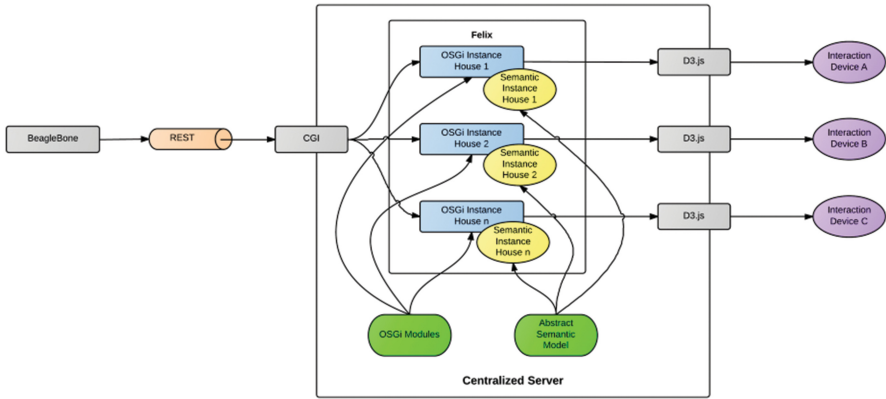 Felix
OSGi Instance
House 1
Semantic
Instance
House 1
D3.js
Interaction
Device A
BeagleBone
REST
CGI
OSGi Instance
House 2
Semantic
Instance
House 2
D3.js
Interaction
Device B
OSGi Instance
House n
Semantic
Instance
House n
D3.js
Interaction
Device C
OSGi Modules
Abstract
Semantic
Model
Centralized Server